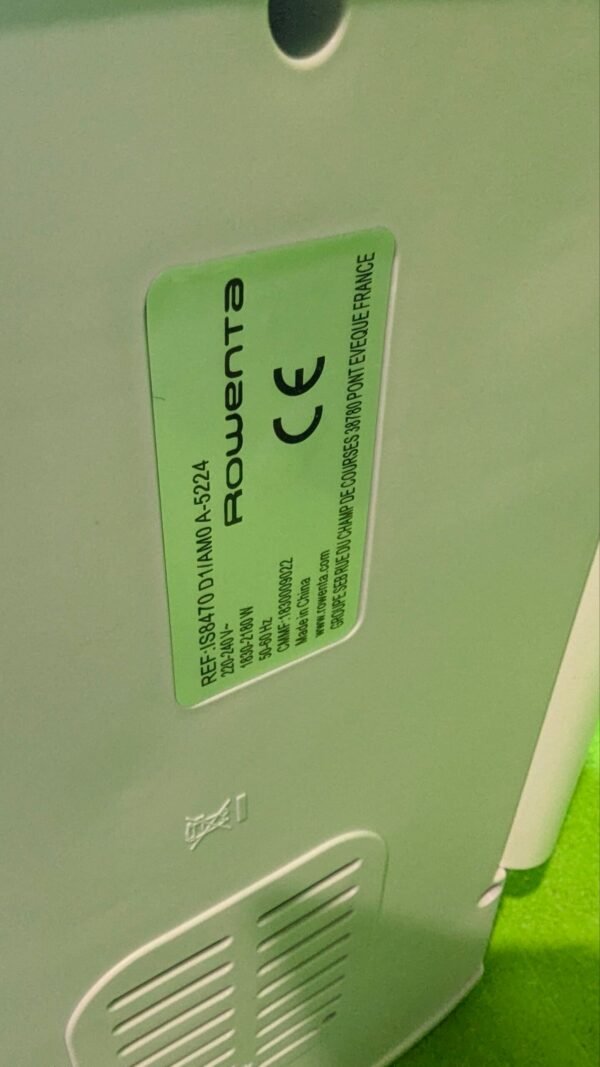 REF:IS8470 D1/AM0 A-5224
220-240 V~
1830-2180 W
50-60 Hz
CMMF:1830009022
Made in China
www.rowenta.com
GROUPE SEB RUE DU CHAMP DE COURSES 38780 PONT EVEQUE FRANCE
ROWENTA
CE